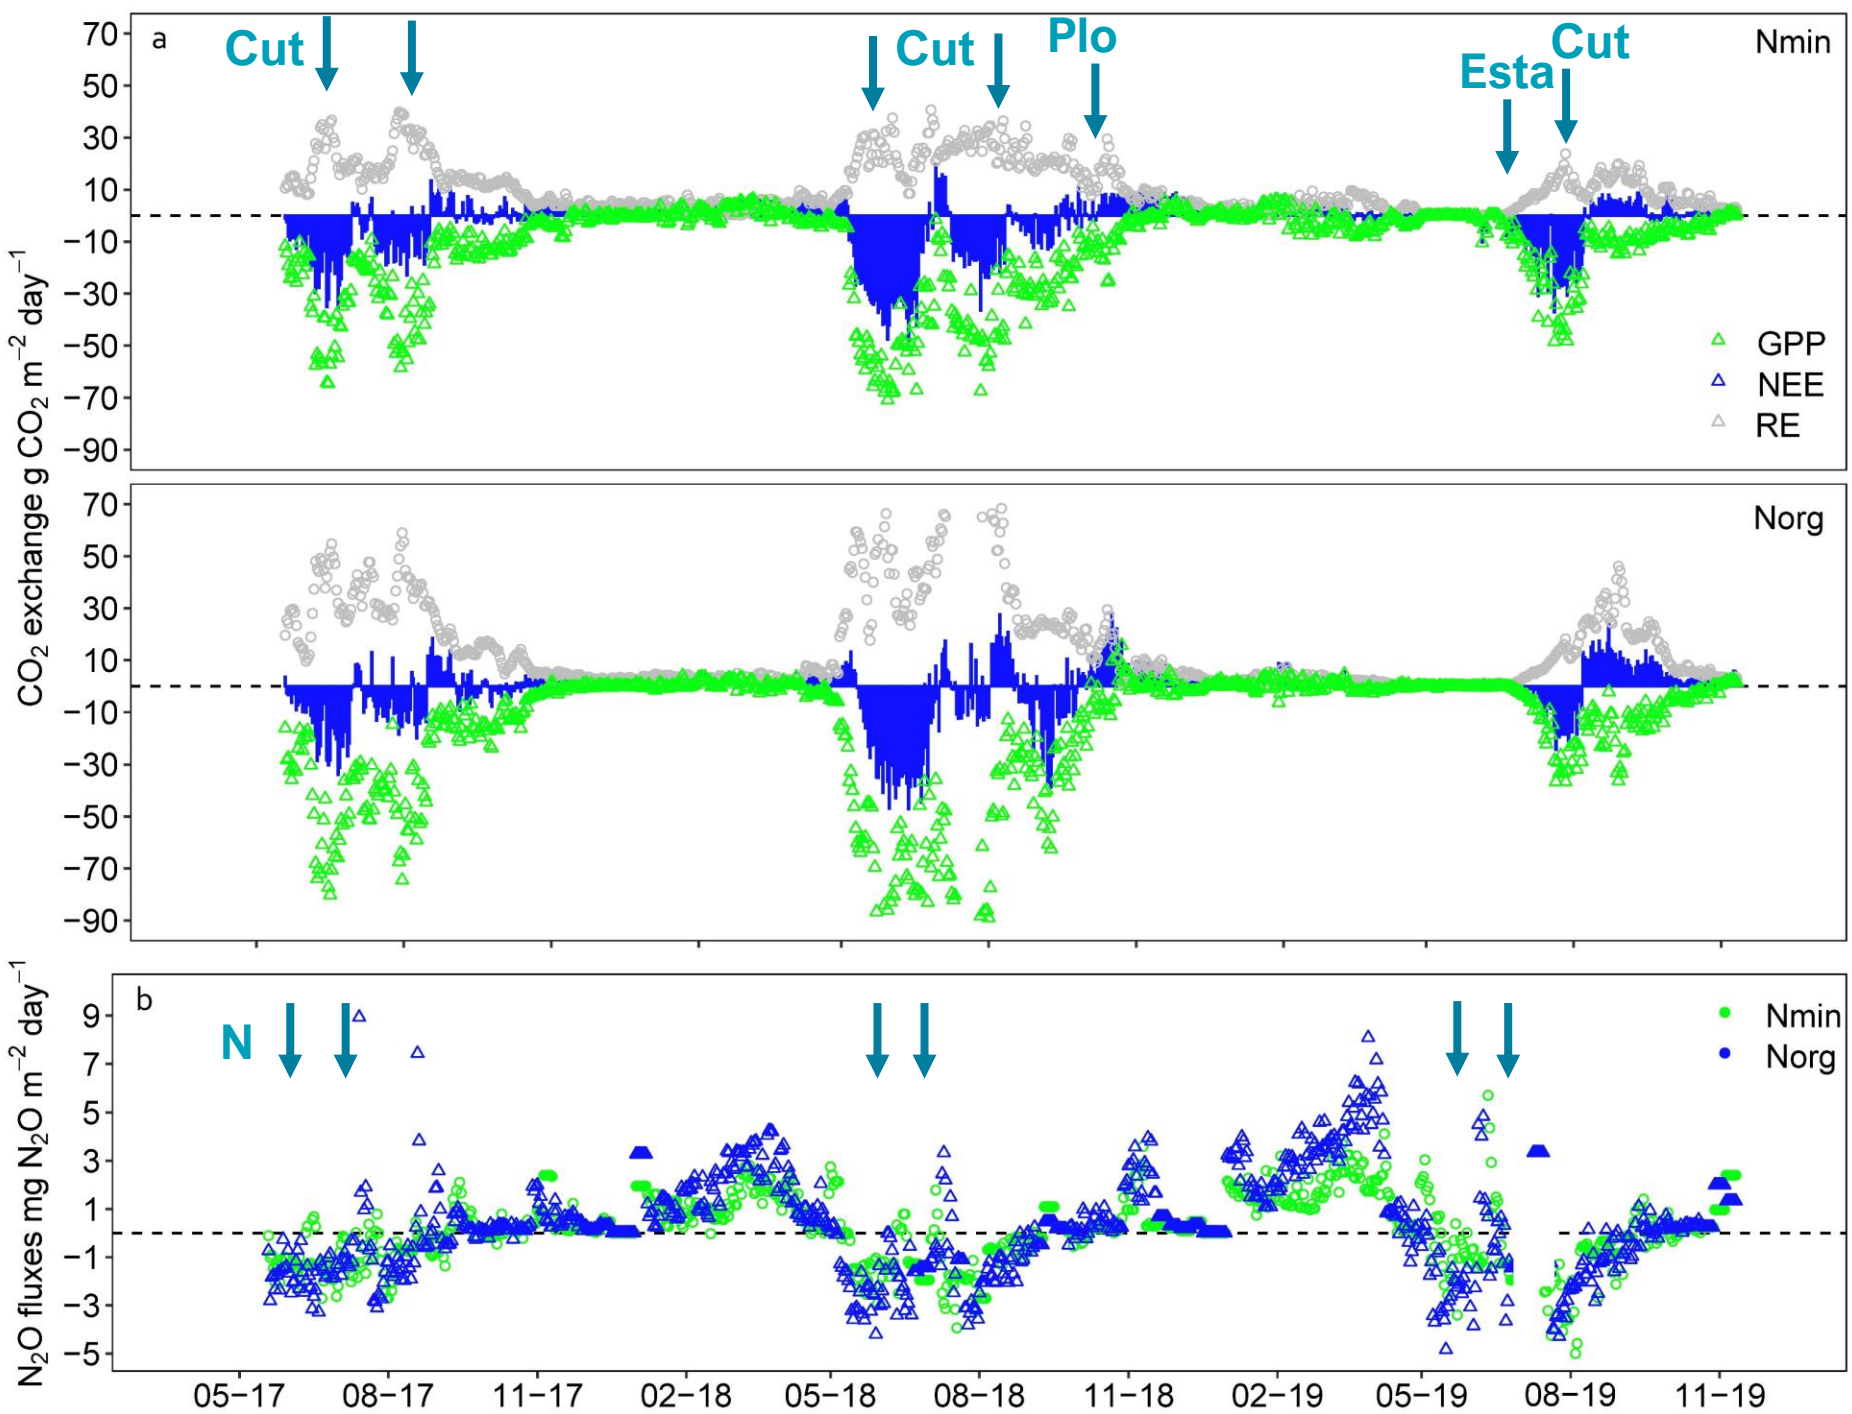 a
Cut
Cut
Plo
Esta
Cut
Nmin
70
50
30
10
−10
−30
−50
−70
−90
GPP
NEE
RE
CO₂ exchange g CO₂ m⁻² day⁻¹
Norg
70
50
30
10
−10
−30
−50
−70
−90
b
N
Nmin
Norg
9
7
5
3
1
−1
−3
−5
N₂O fluxes mg N₂O m⁻² day⁻¹
05−17 08−17 11−17 02−18 05−18 08−18 11−18 02−19 05−19 08−19 11−19